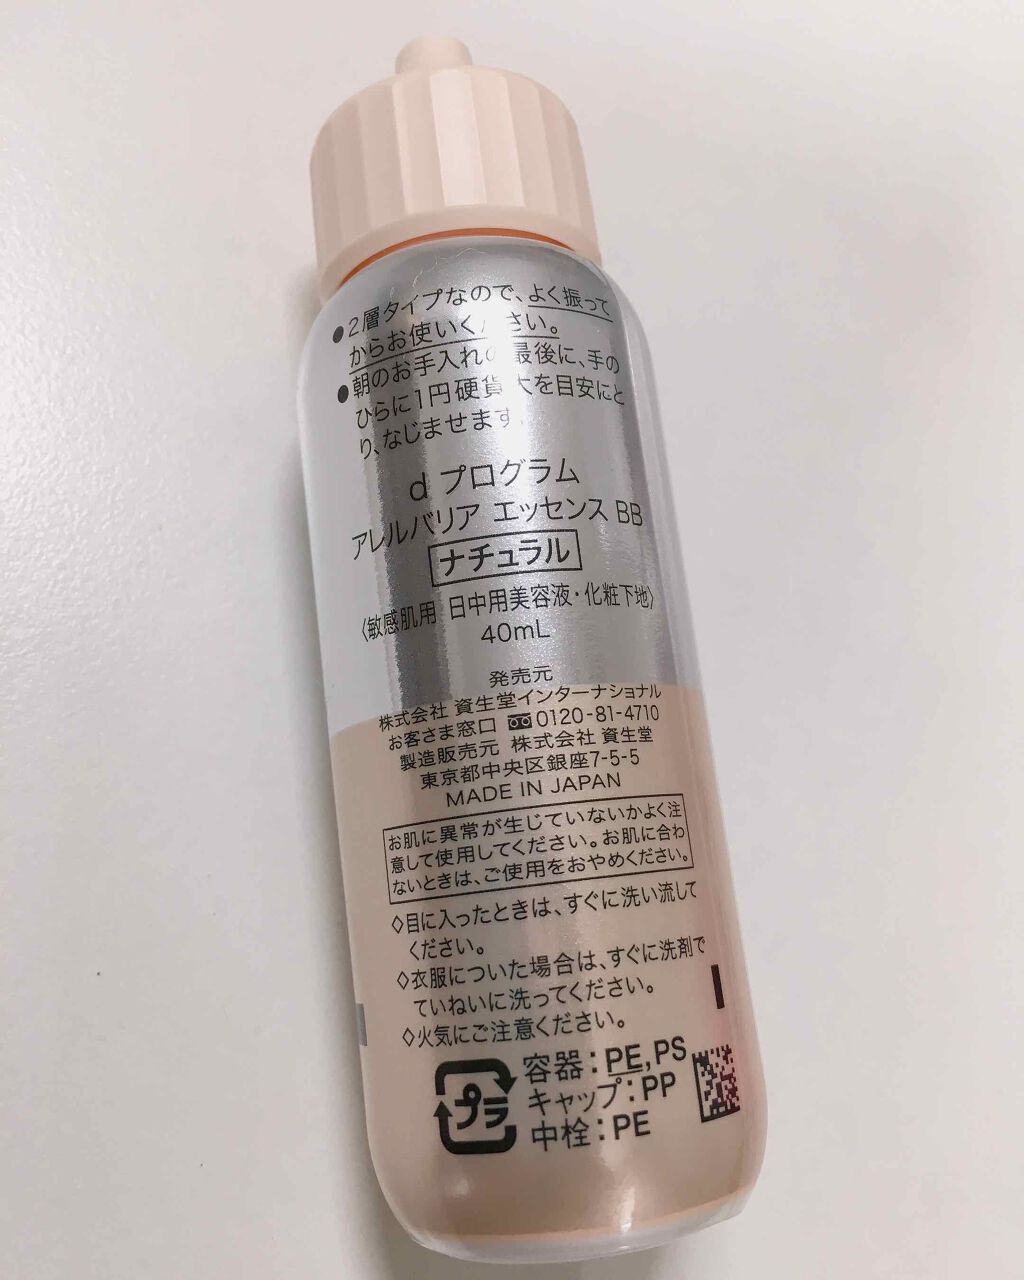 ●2層タイプなので、よく振って
からお使いください。
●朝のお手入れの最後に、手の
ひらに1円硬貨大を目安にと
り、なじませます。
d プログラム
アレルバリア エッセンス BB
ナチュラル
〈敏感肌用 日中用美容液・化粧下地〉
40mL
発売元
株式会社 資生堂インターナショナル
お客さま窓口 0120-81-4710
製造販売元 株式会社 資生堂
東京都中央区銀座7-5-5
MADE IN JAPAN
お肌に異常が生じていないかよく注
意して使用してください。お肌に合わ
ないときは、ご使用をおやめください。
◇目に入ったときは、すぐに洗い流して
ください。
◇衣服についた場合は、すぐに洗剤で
ていねいに洗ってください。
◇火気にご注意ください。
プラ
容器：PE,PS
キャップ：PP
中栓：PE